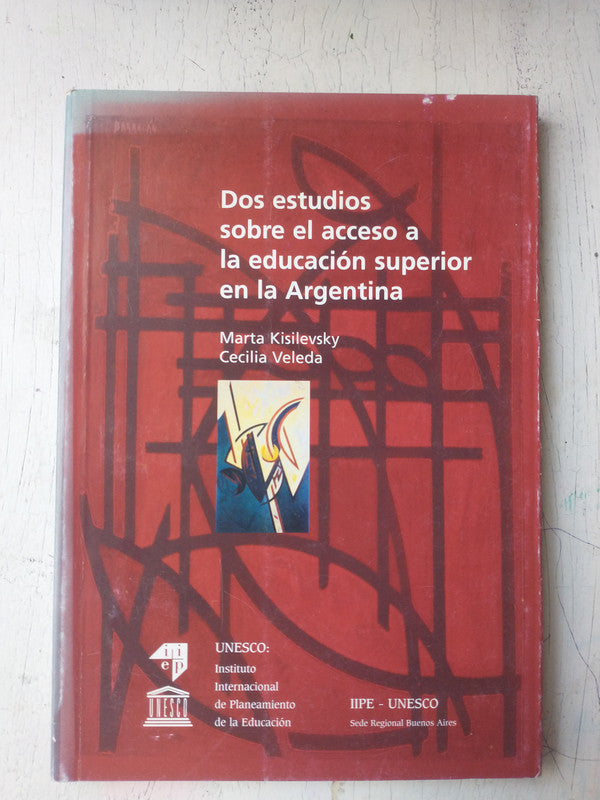 Dos estudios
sobre el acceso a
la educación superior
en la Argentina
Marta Kisilevsky
Cecilia Veleda
iiep
UNESCO
UNESCO:
Instituto
Internacional
de Planeamiento
de la Educación
IIPE - UNESCO
Sede Regional Buenos Aires